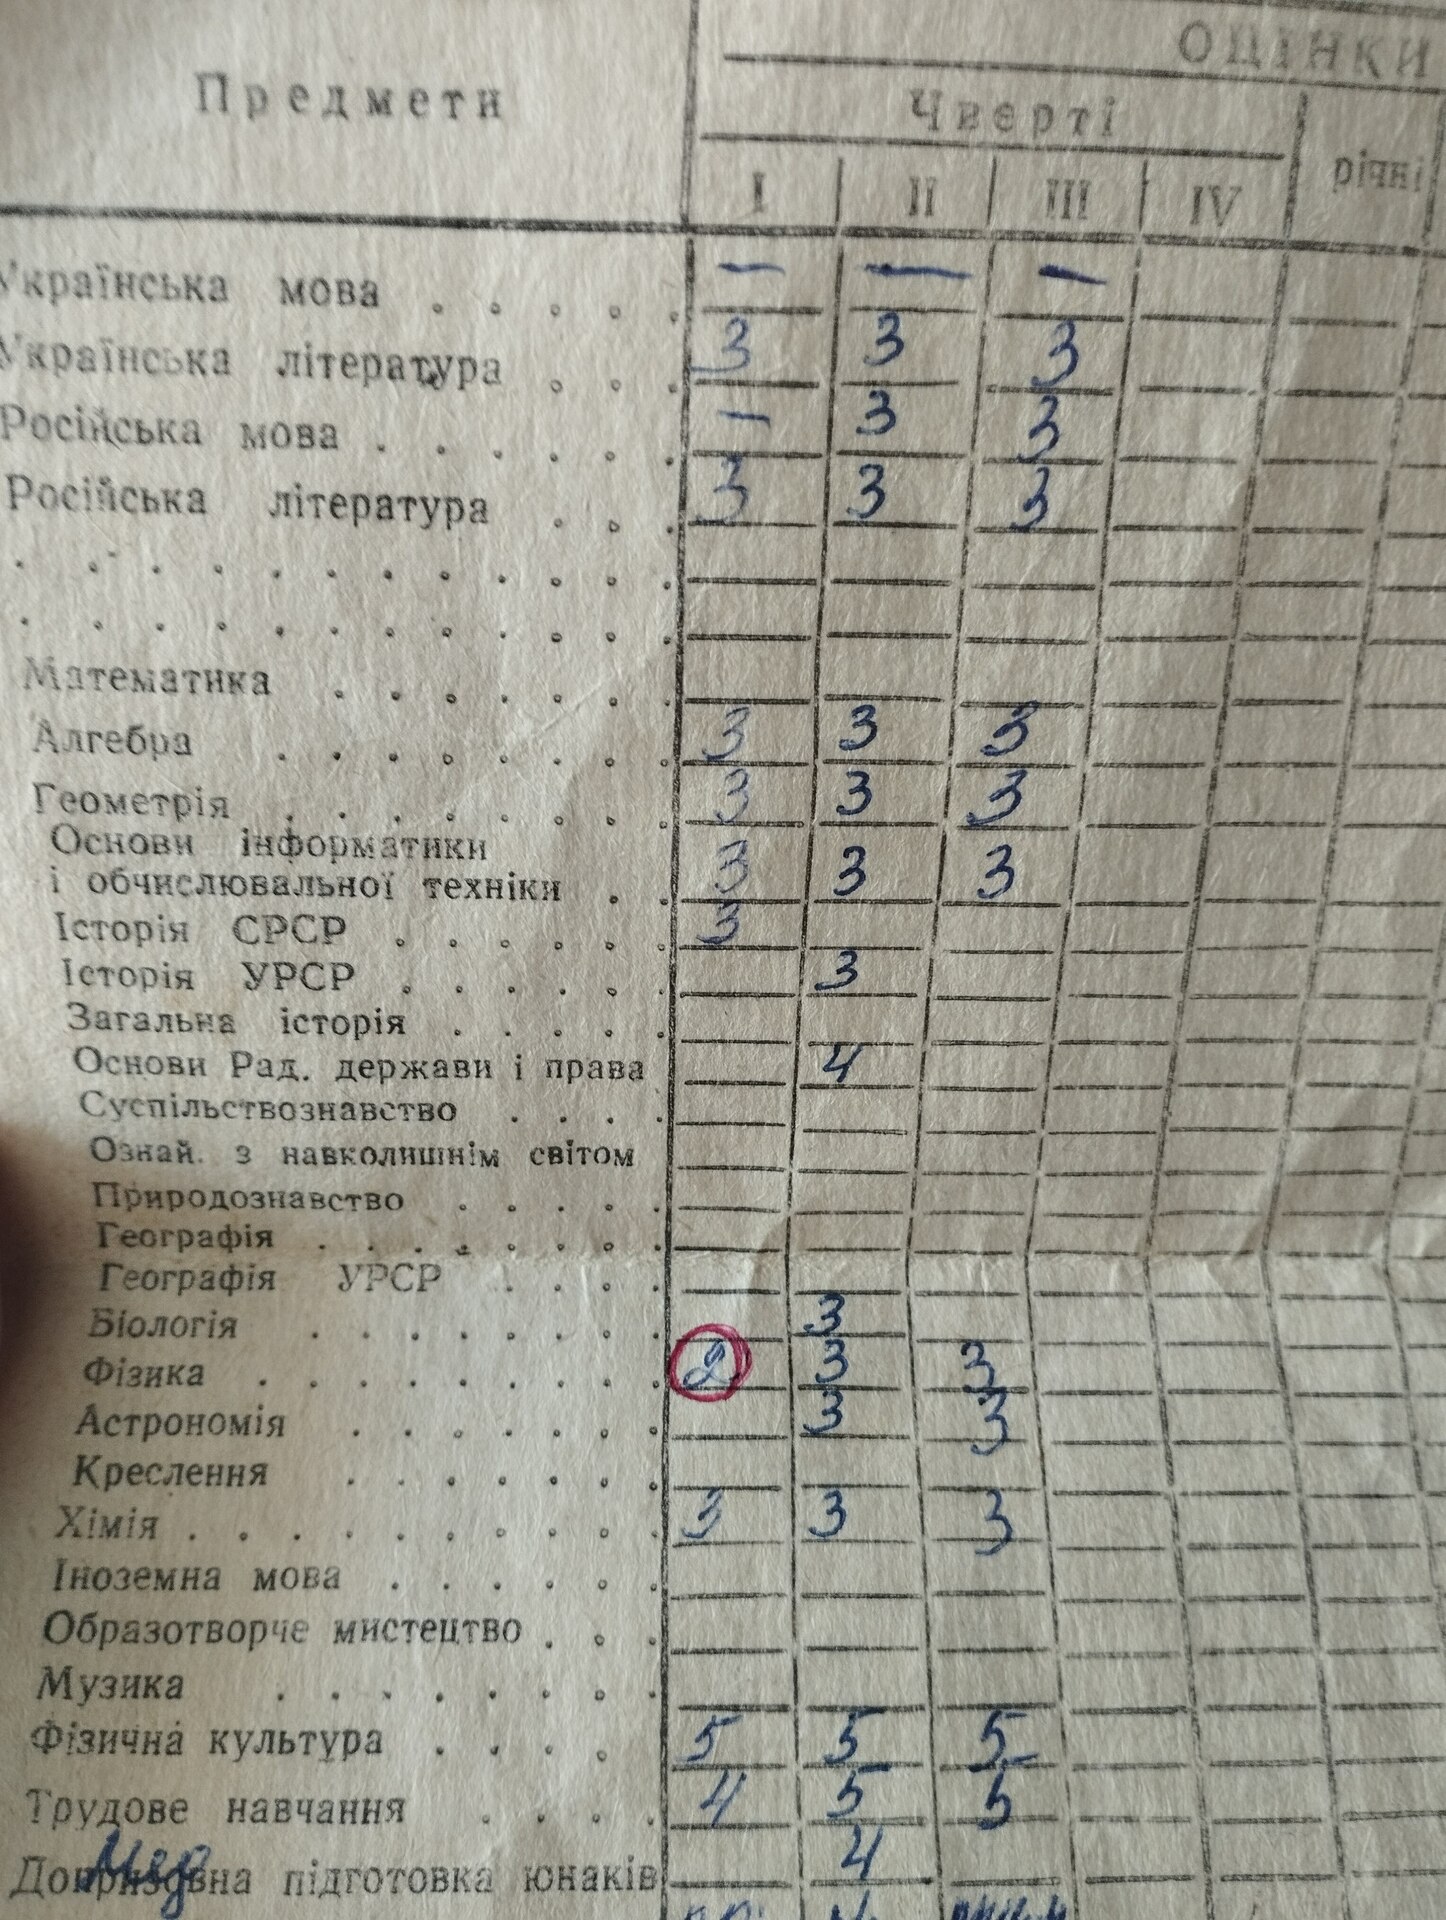 ОЦІНКИ
Предмети
Чверті
річні
I II III IV
Українська мова — — —
Українська література 3 3 3
Російська мова — 3 3
Російська література 3 3 3
Математика
Алгебра 3 3 3
Геометрія 3 3 3
Основи інформатики
і обчислювальної техніки 3 3 3
Історія СРСР 3
Історія УРСР 3
Загальна історія
Основи Рад. держави і права 4
Суспільствознавство
Ознай. з навколишнім світом
Природознавство
Географія
Географія УРСР
Біологія 3
Фізика 2 3 3
Астрономія 3 3
Креслення
Хімія 3 3 3
Іноземна мова
Образотворче мистецтво
Музика
Фізична культура 5 5 5
Трудове навчання 4 5 5
Мед
Допризовна підготовка юнаків 4